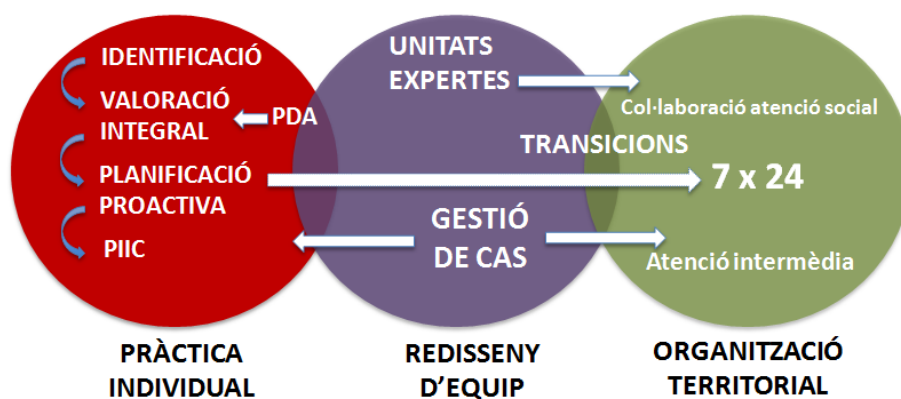 IDENTIFICACIÓ
VALORACIÓ
INTEGRAL
PDA
PLANIFICACIÓ
PROACTIVA
PIIC
UNITATS
EXPERTES
TRANSICIONS
GESTIÓ
DE CAS
Col·laboració atenció social
7 x 24
Atenció intermèdia
PRÀCTICA
INDIVIDUAL
REDISSENY
D’EQUIP
ORGANITZACIÓ
TERRITORIAL